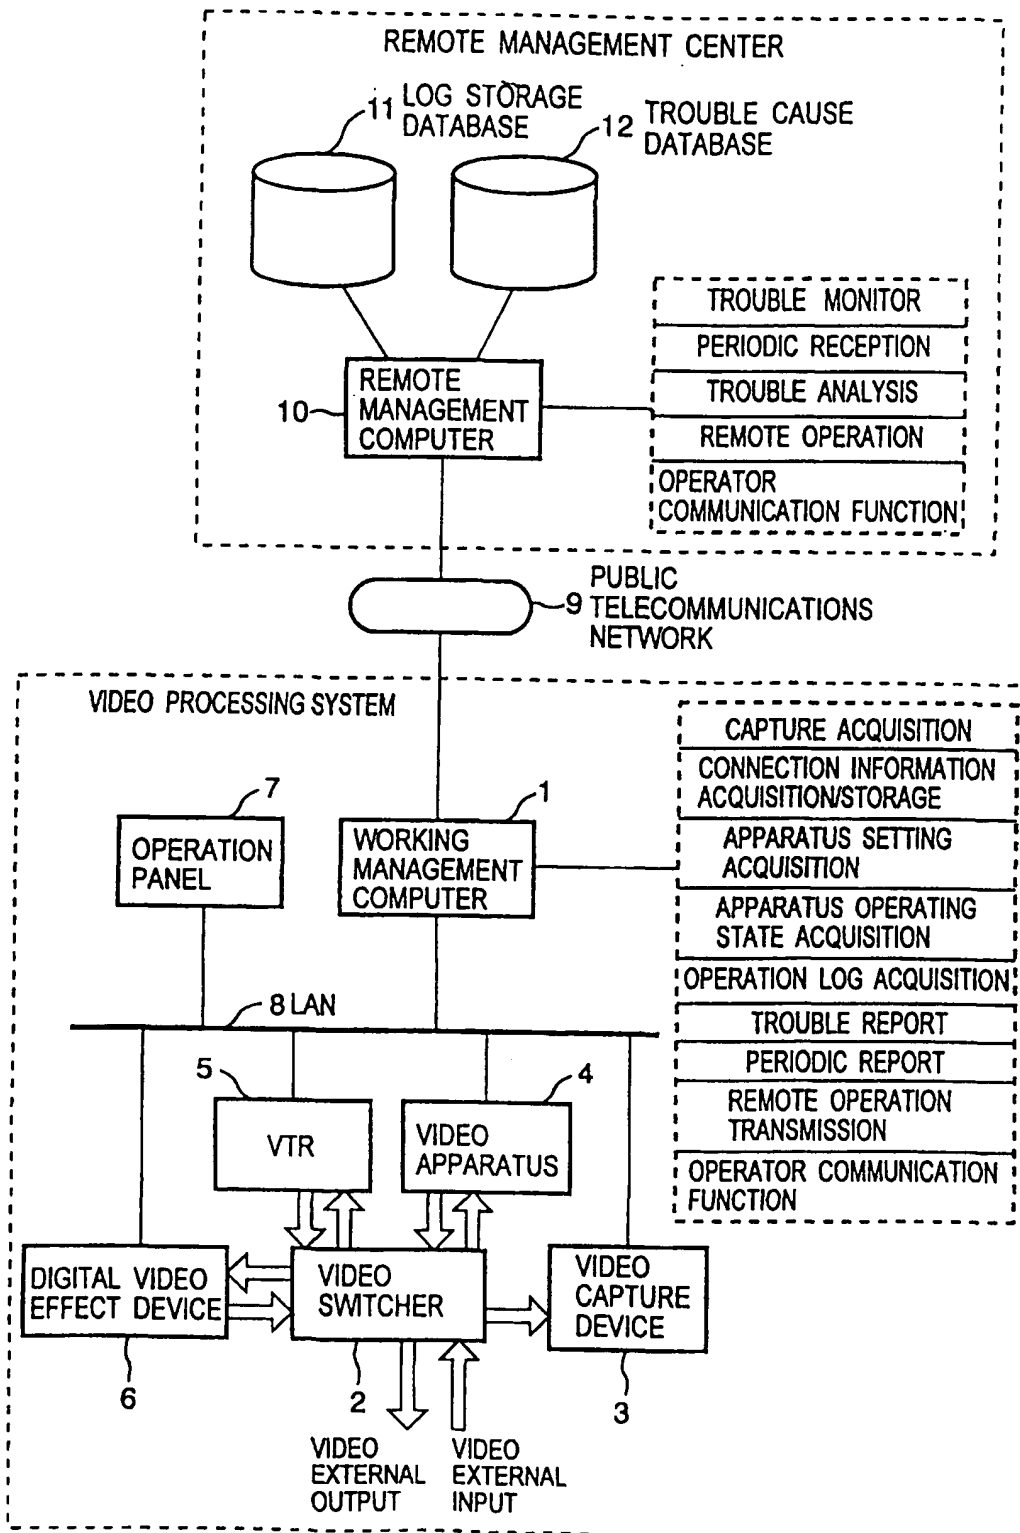 REMOTE MANAGEMENT CENTER
11
LOG STORAGE
DATABASE
12
TROUBLE CAUSE
DATABASE
TROUBLE MONITOR
PERIODIC RECEPTION
TROUBLE ANALYSIS
REMOTE OPERATION
OPERATOR
COMMUNICATION FUNCTION
10
REMOTE
MANAGEMENT
COMPUTER
9
PUBLIC
TELECOMMUNICATIONS
NETWORK
VIDEO PROCESSING SYSTEM
7
OPERATION
PANEL
1
WORKING
MANAGEMENT
COMPUTER
CAPTURE ACQUISITION
CONNECTION INFORMATION
ACQUISITION/STORAGE
APPARATUS SETTING
ACQUISITION
APPARATUS OPERATING
STATE ACQUISITION
OPERATION LOG ACQUISITION
TROUBLE REPORT
PERIODIC REPORT
REMOTE OPERATION
TRANSMISSION
OPERATOR COMMUNICATION
FUNCTION
8 LAN
5
VTR
4
VIDEO
APPARATUS
DIGITAL VIDEO
EFFECT DEVICE
6
VIDEO
SWITCHER
2
VIDEO
CAPTURE
DEVICE
3
VIDEO
EXTERNAL
OUTPUT
VIDEO
EXTERNAL
INPUT